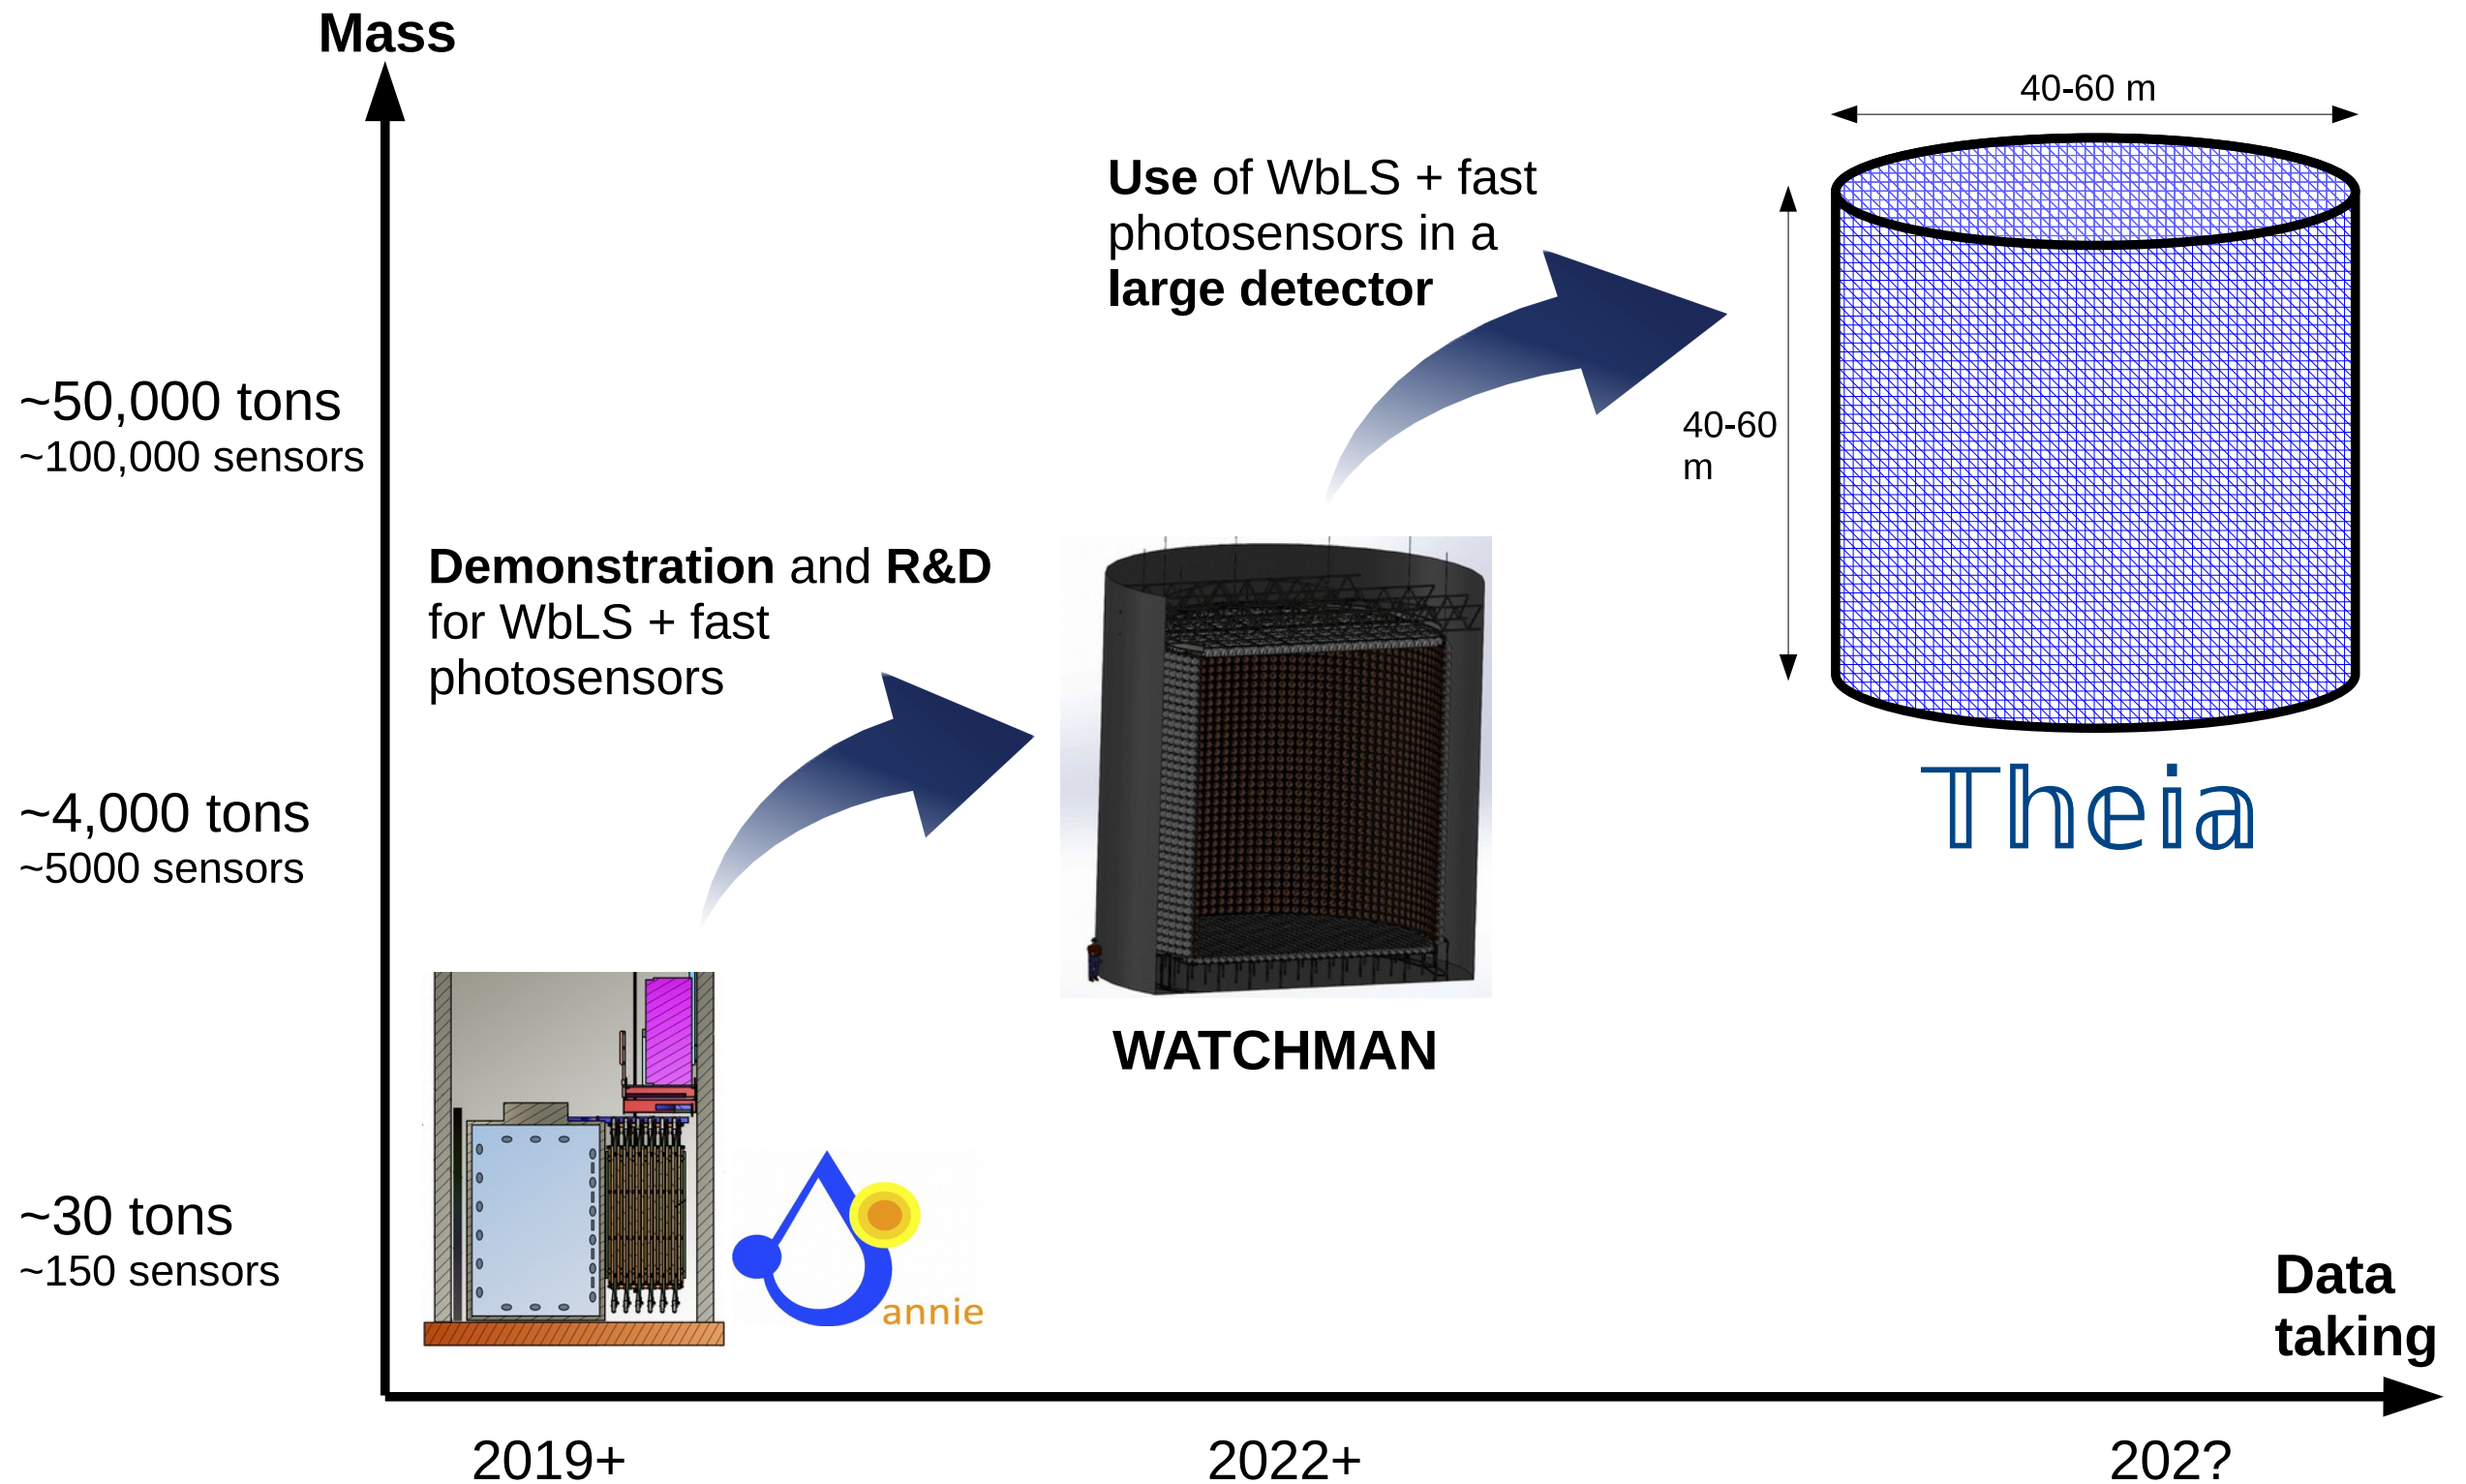 Mass
40-60 m
Use of WbLS + fast
photosensors in a
large detector
~50,000 tons
~100,000 sensors
40-60
m
Demonstration and R&D
for WbLS + fast
photosensors
Theia
~4,000 tons
~5000 sensors
WATCHMAN
~30 tons
~150 sensors
annie
Data
taking
2019+
2022+
202?